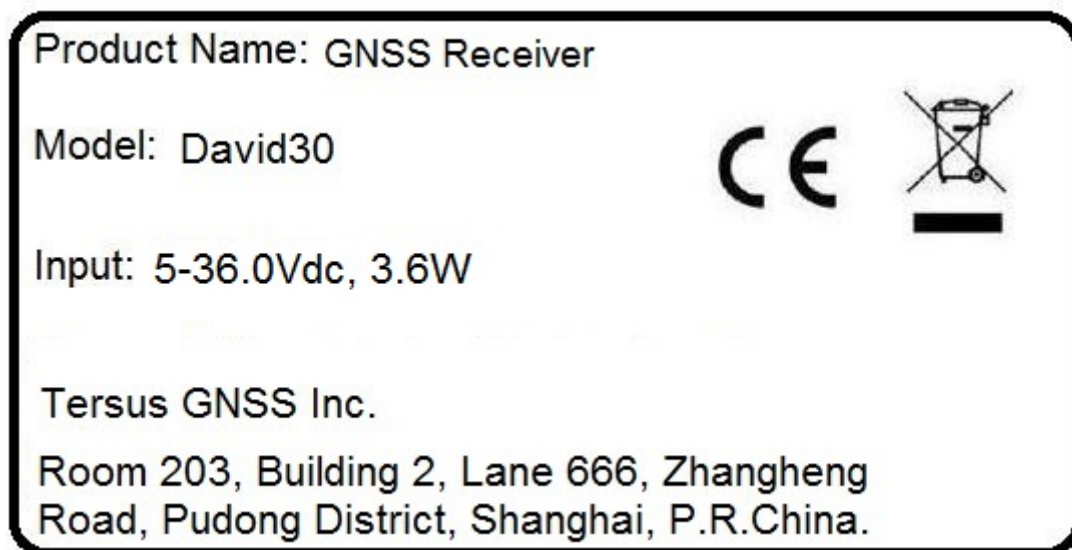 Product Name: GNSS Receiver
Model: David30
CE
Input: 5-36.0Vdc, 3.6W
Tersus GNSS Inc.
Room 203, Building 2, Lane 666, Zhangheng
Road, Pudong District, Shanghai, P.R.China.